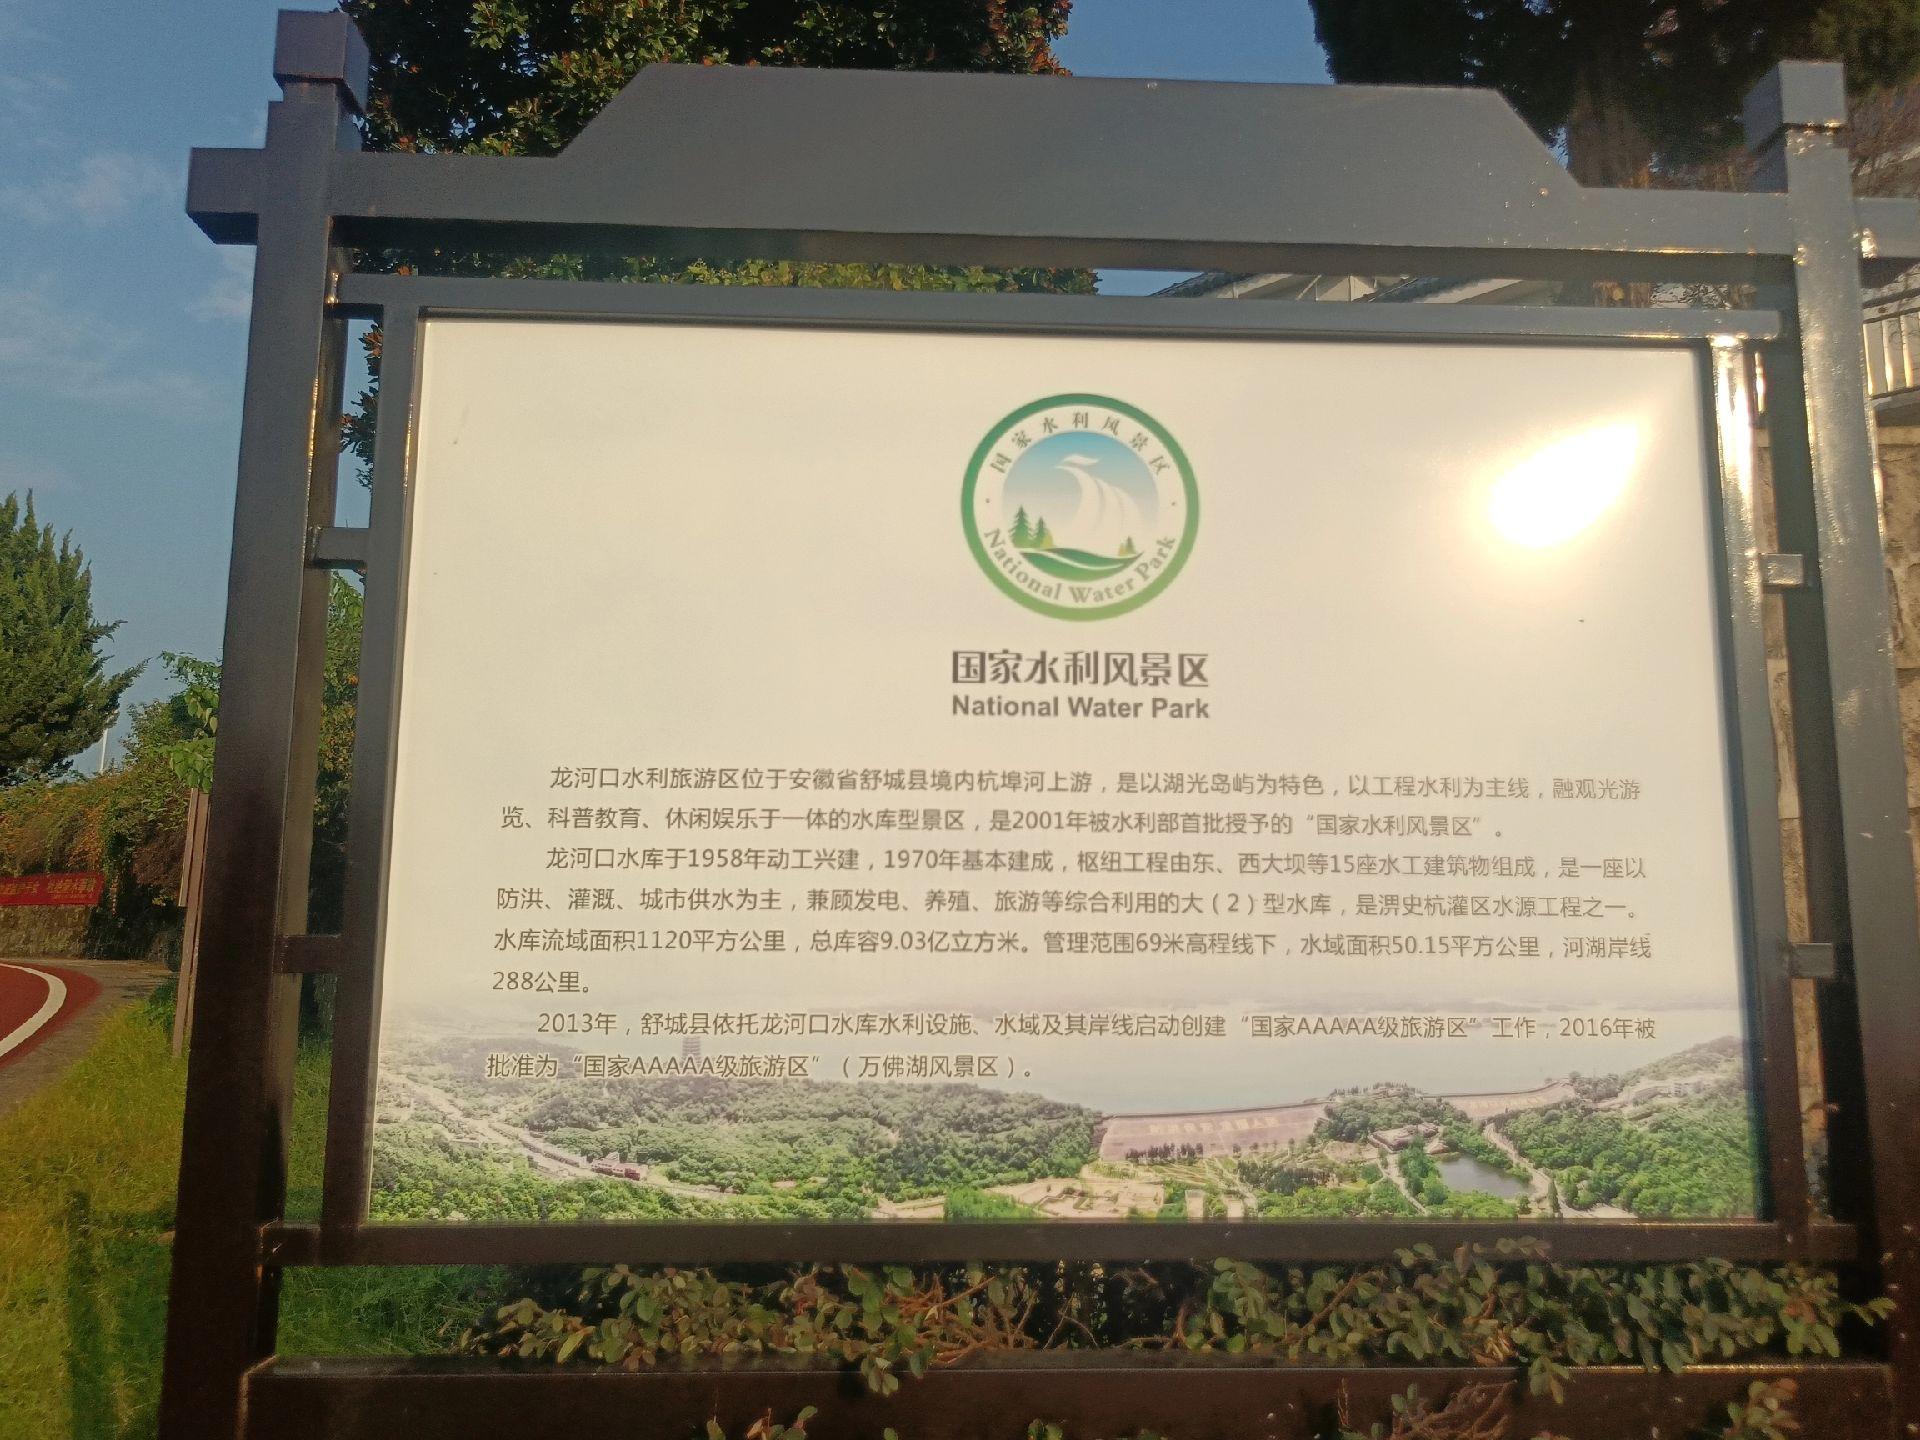 国家水利风景区
National Water Park
国家水利风景区
National Water Park
龙河口水利旅游区位于安徽省舒城县境内杭埠河上游，是以湖光岛屿为特色，以工程水利为主线，融观光游
览、科普教育、休闲娱乐于一体的水库型景区，是2001年被水利部首批授予的“国家水利风景区”。
龙河口水库于1958年动工兴建，1970年基本建成，枢纽工程由东、西大坝等15座水工建筑物组成，是一座以
防洪、灌溉、城市供水为主，兼顾发电、养殖、旅游等综合利用的大（2）型水库，是淠史杭灌区水源工程之一。
水库流域面积1120平方公里，总库容9.03亿立方米。管理范围69米高程线下，水域面积50.15平方公里，河湖岸线
288公里。
2013年，舒城县依托龙河口水库水利设施、水域及其岸线启动创建“国家AAAAA级旅游区”工作，2016年被
批准为“国家AAAAA级旅游区”（万佛湖风景区）。